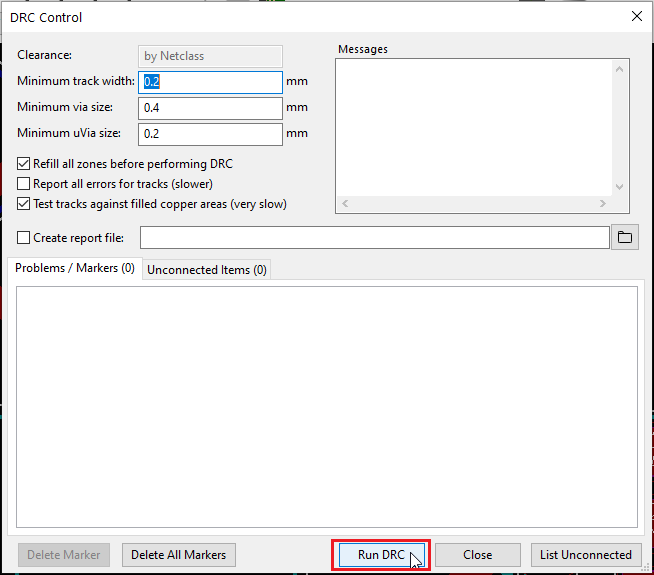 DRC Control
Clearance: by Netclass
Minimum track width: 0.2 mm
Minimum via size: 0.4 mm
Minimum uVia size: 0.2 mm
Messages
Refill all zones before performing DRC
Report all errors for tracks (slower)
Test tracks against filled copper areas (very slow)
Create report file:
Problems / Markers (0) Unconnected Items (0)
Delete Marker Delete All Markers Run DRC Close List Unconnected